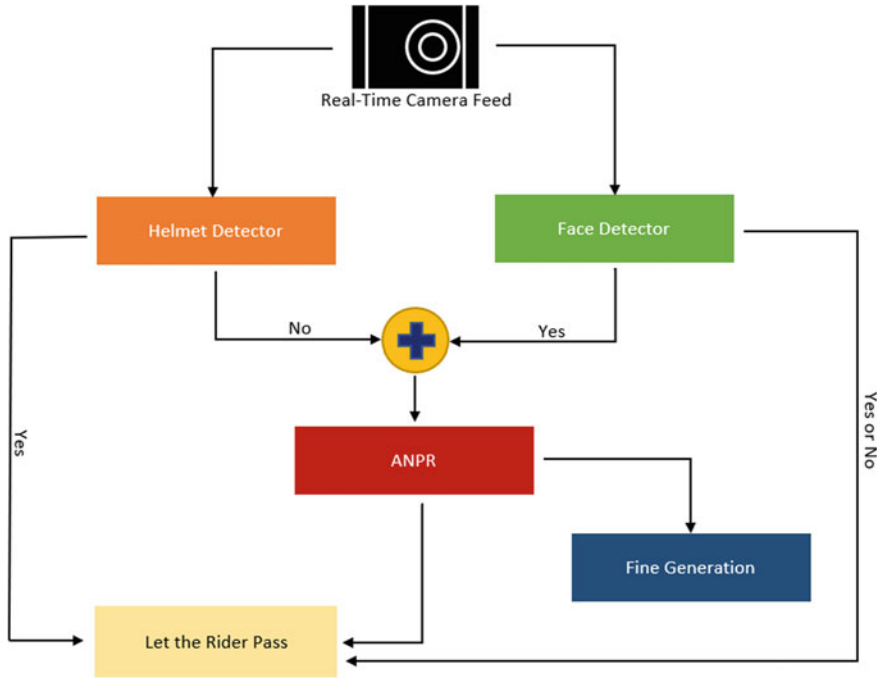 Real-Time Camera Feed
Helmet Detector
Face Detector
No
Yes
Yes
Yes or No
ANPR
Fine Generation
Let the Rider Pass